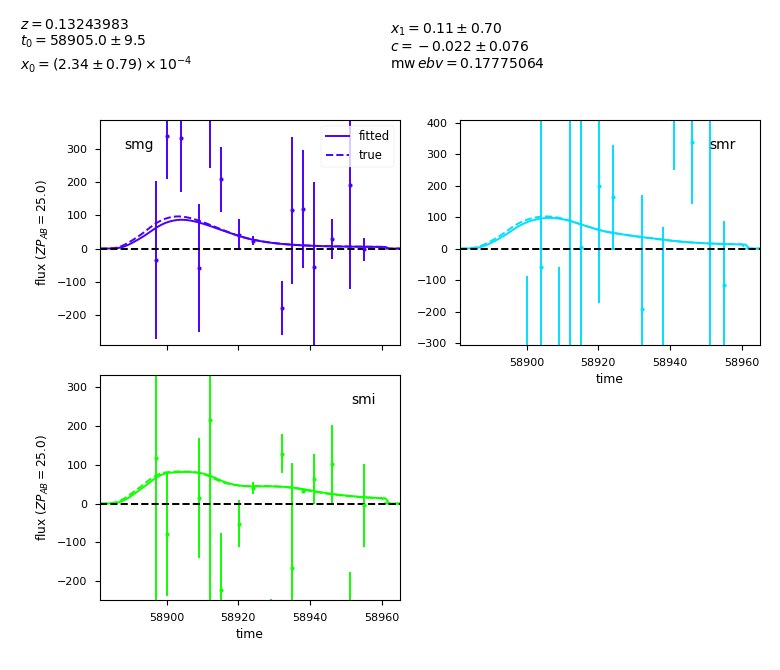 z = 0.13243983
t₀ = 58905.0 ± 9.5
x₀ = (2.34 ± 0.79) × 10⁻⁴
x₁ = 0.11 ± 0.70
c = −0.022 ± 0.076
mw ebv = 0.17775064
smg
fitted
true
300
200
100
0
−100
−200
flux (ZP_AB = 25.0)
smr
400
300
200
100
0
−100
−200
−300
58900 58920 58940 58960
time
smi
300
200
100
0
−100
−200
flux (ZP_AB = 25.0)
58900 58920 58940 58960
time